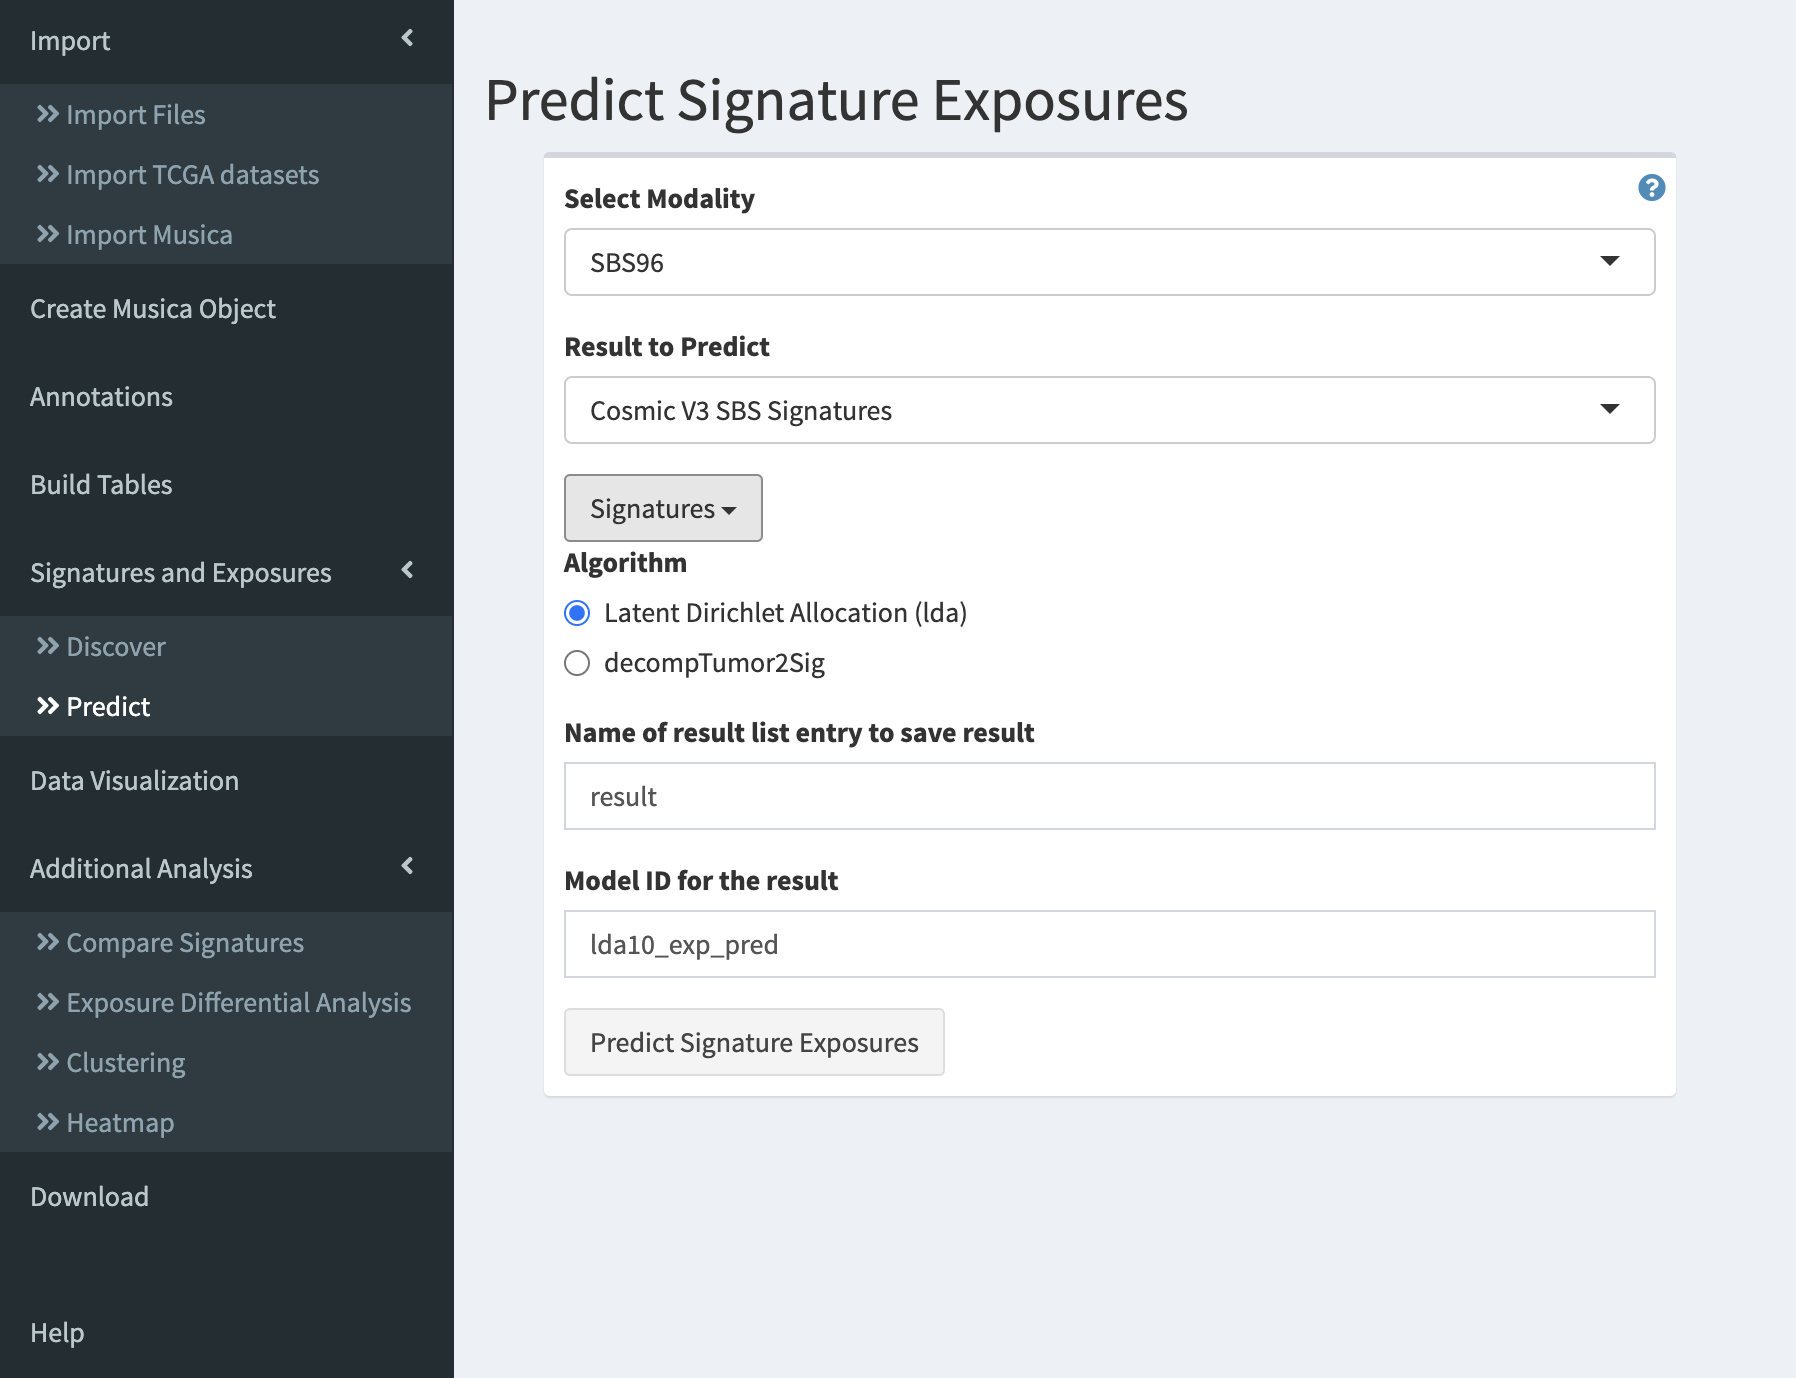 Import
Import Files
Import TCGA datasets
Import Musica
Create Musica Object
Annotations
Build Tables
Signatures and Exposures
Discover
Predict
Data Visualization
Additional Analysis
Compare Signatures
Exposure Differential Analysis
Clustering
Heatmap
Download
Help
Predict Signature Exposures
?
Select Modality
SBS96
Result to Predict
Cosmic V3 SBS Signatures
Signatures
Algorithm
Latent Dirichlet Allocation (lda)
decompTumor2Sig
Name of result list entry to save result
result
Model ID for the result
lda10_exp_pred
Predict Signature Exposures